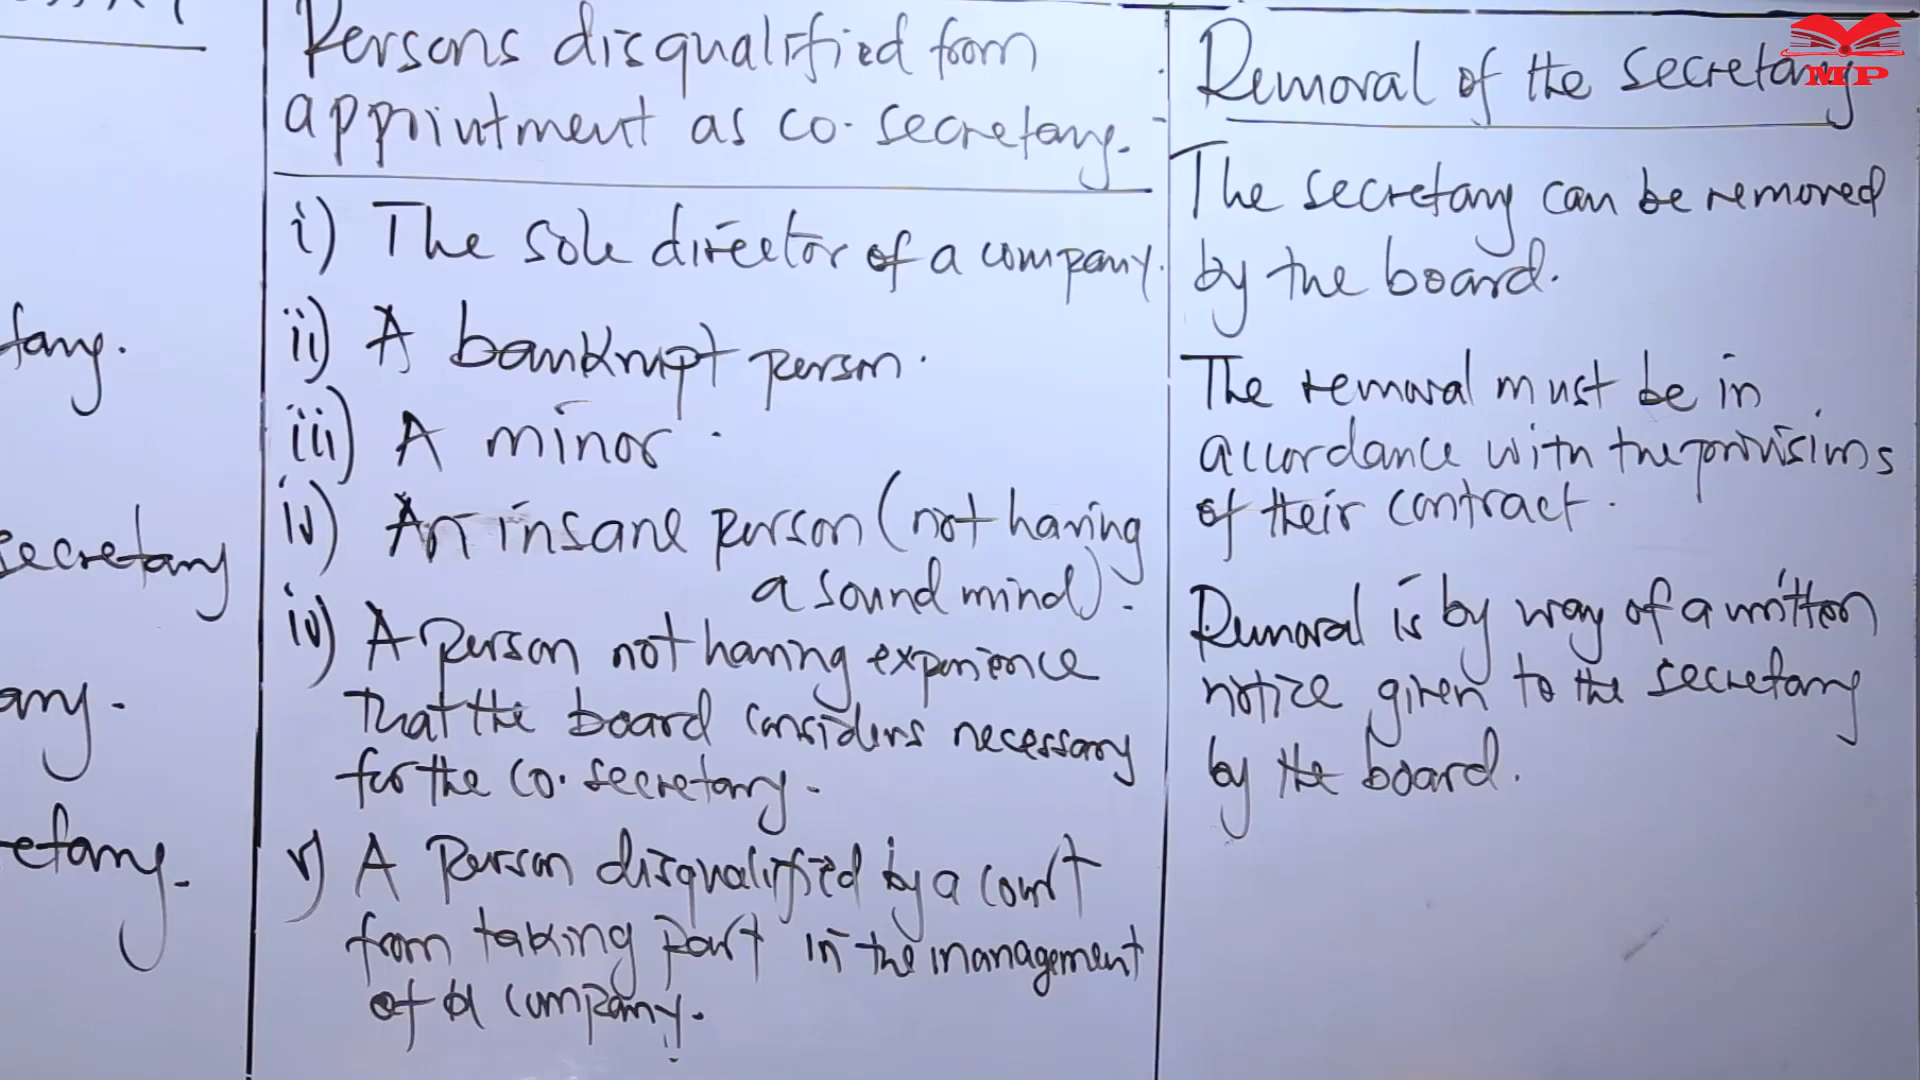 Persons disqualified from
appointment as co. secretary.
i) The sole director of a company.
ii) A bankrupt person.
iii) A minor.
iv) An insane person (not having
a sound mind).
iv) A Person not having experience
that the board considers necessary
for the co. secretary.
v) A Person disqualified by a court
from taking part in the management
of a company.
Removal of the secretary
The secretary can be removed
by the board.
The removal must be in
accordance with the provisions
of their contract.
Removal is by way of a written
notice given to the secretary
by the board.
MP
tary.
secretary
ary.
etary.